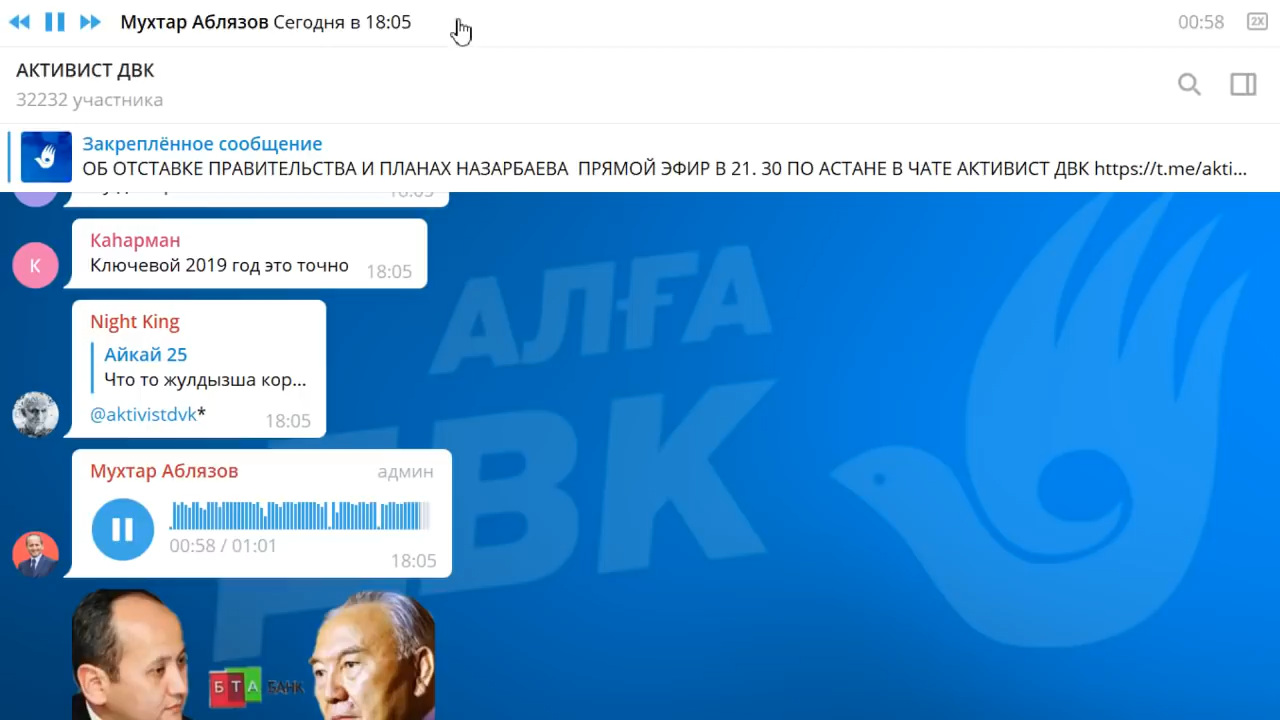 Мухтар Аблязов Сегодня в 18:05
00:58
2X
АКТИВИСТ ДВК
32232 участника
Закреплённое сообщение
ОБ ОТСТАВКЕ ПРАВИТЕЛЬСТВА И ПЛАНАХ НАЗАРБАЕВА ПРЯМОЙ ЭФИР В 21. 30 ПО АСТАНЕ В ЧАТЕ АКТИВИСТ ДВК https://t.me/akti...
18:05
Каһарман
К
Ключевой 2019 год это точно
18:05
Night King
Айкай 25
Что то жулдызша кор...
@aktivistdvk*
18:05
Мухтар Аблязов
админ
00:58 / 01:01
18:05
АЛҒА
ДВК
БТА БАНК